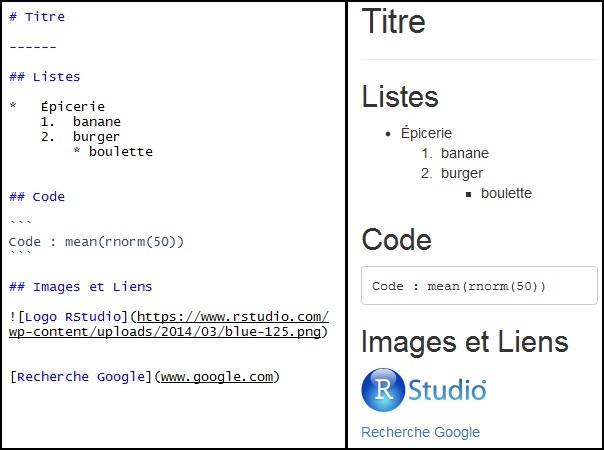 # Titre
------
## Listes
* Épicerie
1. banane
2. burger
* boulette
## Code
```
Code : mean(rnorm(50))
```
## Images et Liens
![Logo RStudio](https://www.rstudio.com/
wp-content/uploads/2014/03/blue-125.png)
[Recherche Google](www.google.com)
Titre
Listes
• Épicerie
1. banane
2. burger
▪ boulette
Code
Code : mean(rnorm(50))
Images et Liens
R Studio
Recherche Google